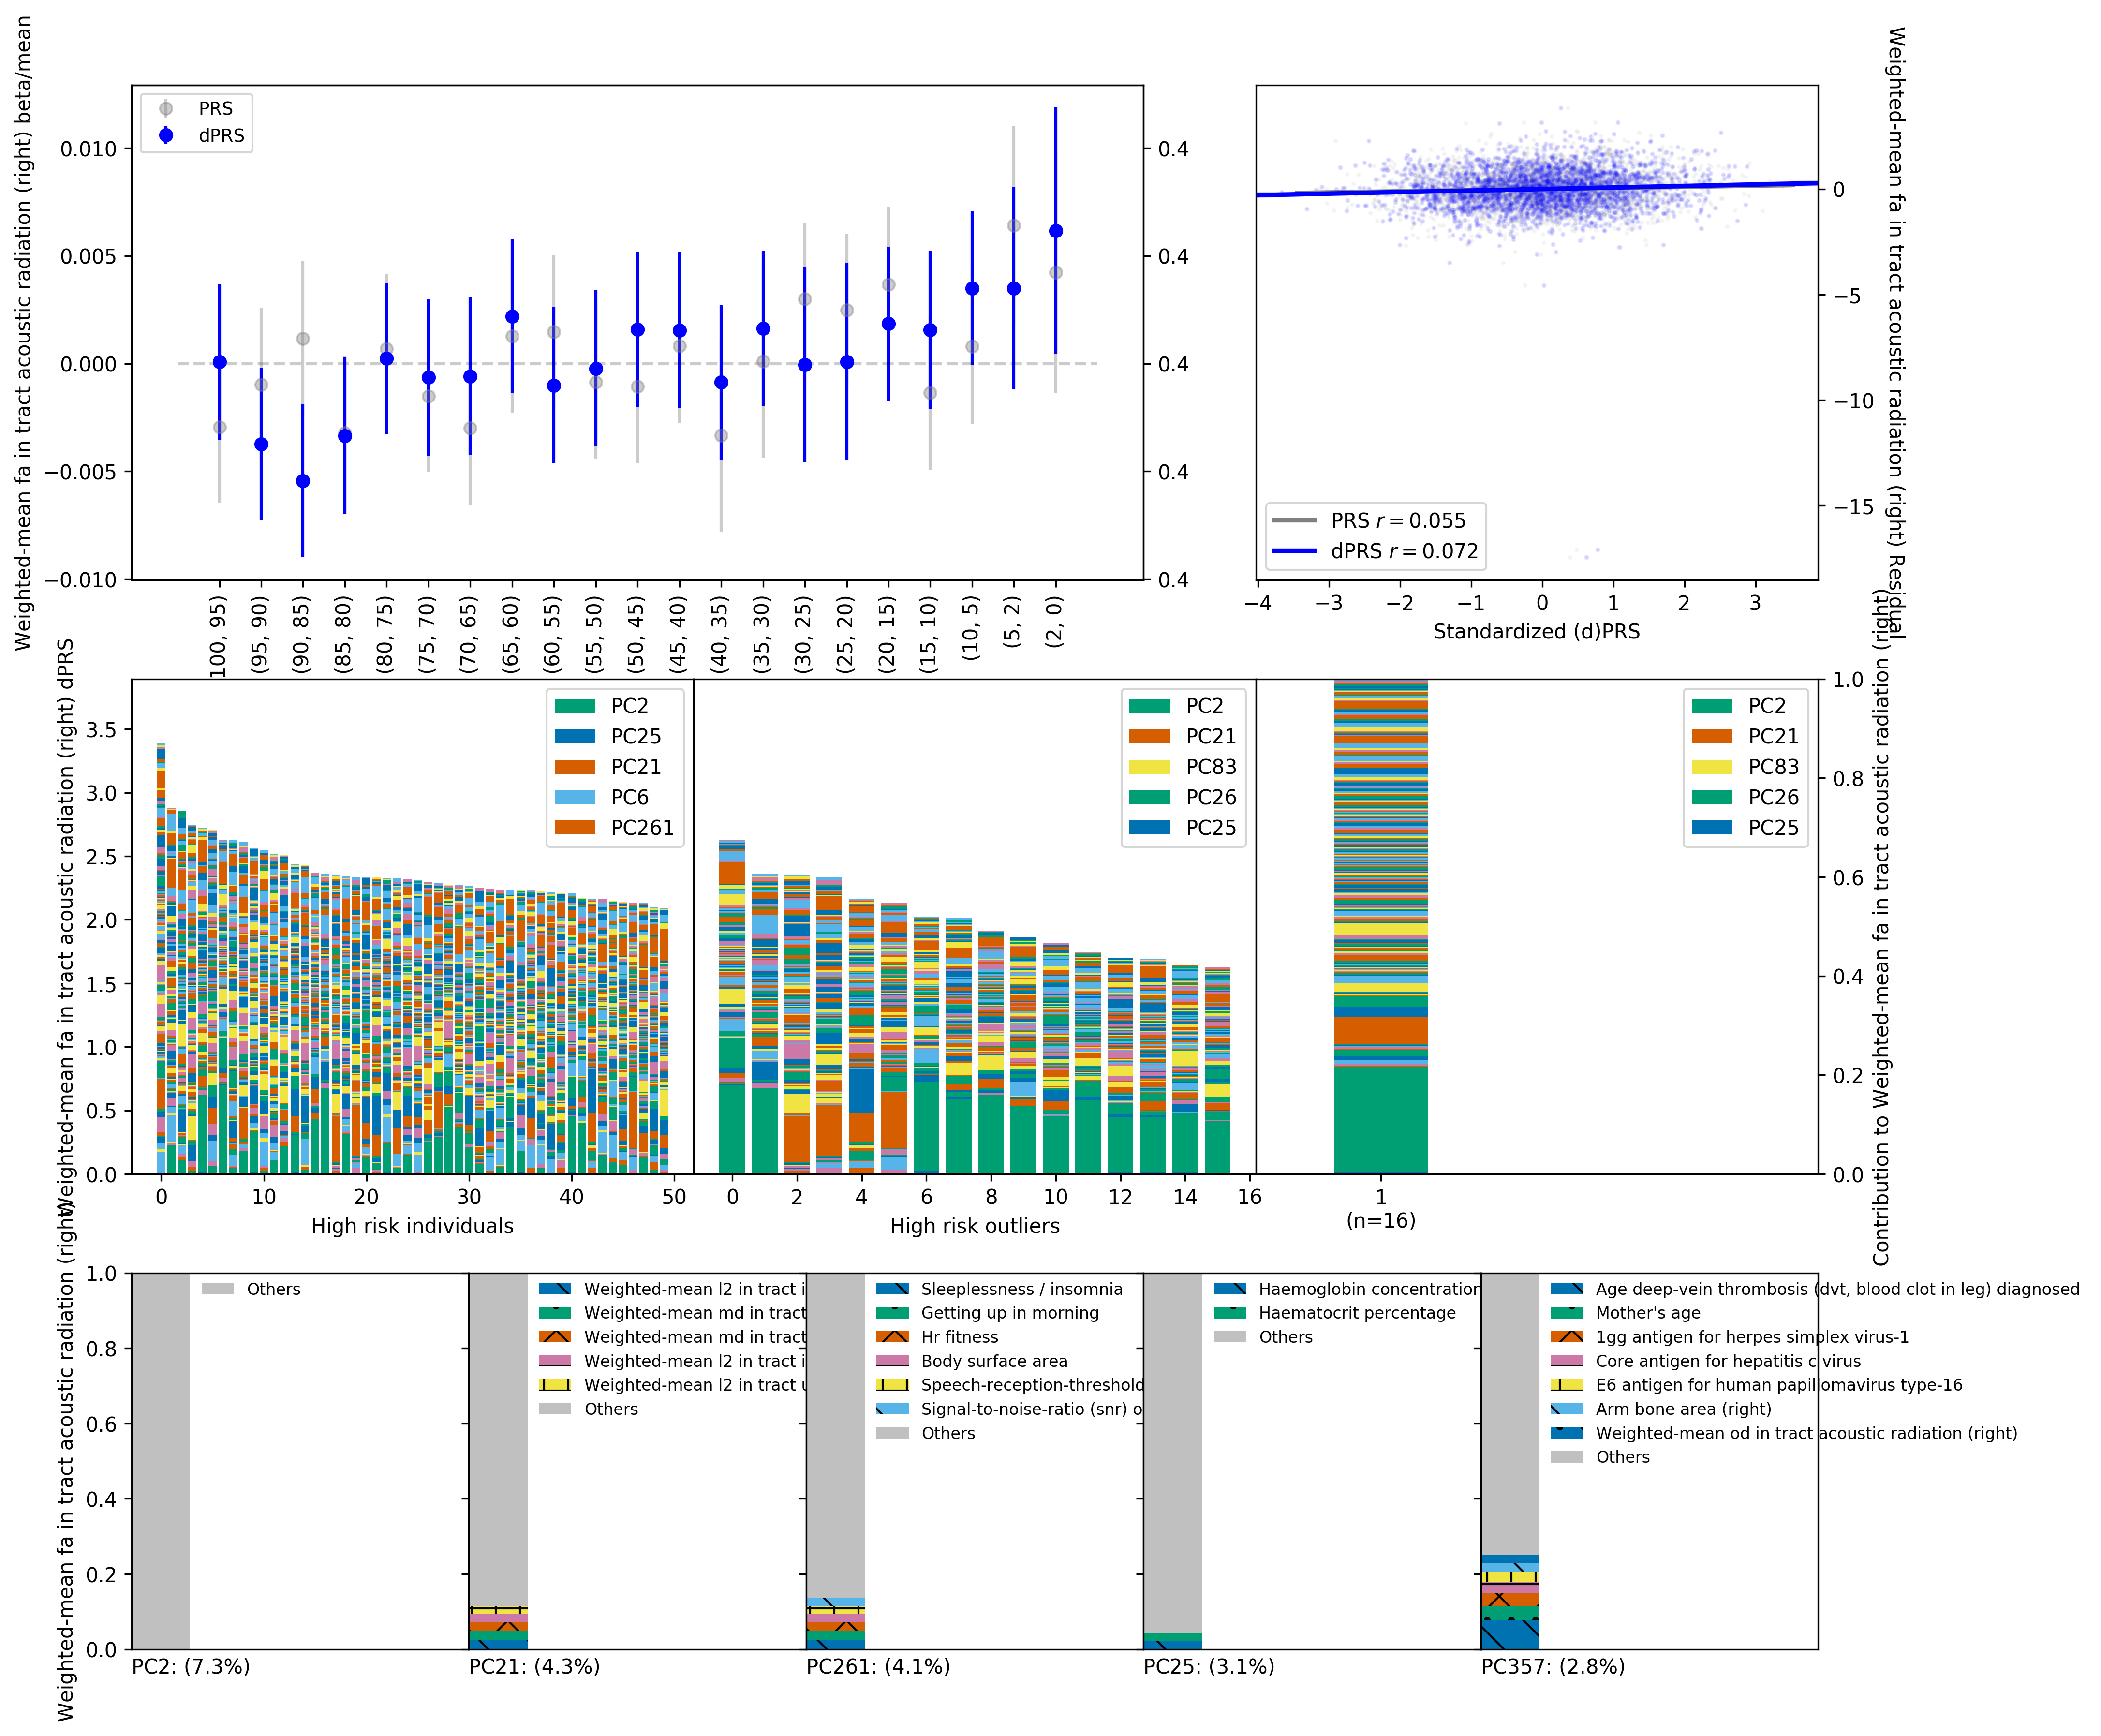 Weighted-mean fa in tract acoustic radiation (right) beta/mean
PRS
dPRS
0.010
0.005
0.000
−0.005
−0.010
0.4
0.4
0.4
0.4
0.4
100, 95)
(95, 90)
(90, 85)
(85, 80)
(80, 75)
(75, 70)
(70, 65)
(65, 60)
(60, 55)
(55, 50)
(50, 45)
(45, 40)
(40, 35)
(35, 30)
(30, 25)
(25, 20)
(20, 15)
(15, 10)
(10, 5)
(5, 2)
(2, 0)
PRS r = 0.055
dPRS r = 0.072
−4 −3 −2 −1 0 1 2 3
Standardized (d)PRS
0
−5
−10
−15
Weighted-mean fa in tract acoustic radiation (right) Residual
Weighted-mean fa in tract acoustic radiation (right) dPRS
3.5
3.0
2.5
2.0
1.5
1.0
0.5
0.0
PC2
PC25
PC21
PC6
PC261
0 10 20 30 40 50
High risk individuals
PC2
PC21
PC83
PC26
PC25
0 2 4 6 8 10 12 14 16
High risk outliers
PC2
PC21
PC83
PC26
PC25
1
(n=16)
1.0
0.8
0.6
0.4
0.2
0.0
Contribution to Weighted-mean fa in tract acoustic radiation (right)
Weighted-mean fa in tract acoustic radiation (right)
1.0
0.8
0.6
0.4
0.2
0.0
Others
PC2: (7.3%)
Weighted-mean l2 in tract i
Weighted-mean md in tract
Weighted-mean md in tract
Weighted-mean l2 in tract i
Weighted-mean l2 in tract u
Others
PC21: (4.3%)
Sleeplessness / insomnia
Getting up in morning
Hr fitness
Body surface area
Speech-reception-threshold
Signal-to-noise-ratio (snr) o
Others
PC261: (4.1%)
Haemoglobin concentration
Haematocrit percentage
Others
PC25: (3.1%)
Age deep-vein thrombosis (dvt, blood clot in leg) diagnosed
Mother's age
1gg antigen for herpes simplex virus-1
Core antigen for hepatitis c virus
E6 antigen for human papillomavirus type-16
Arm bone area (right)
Weighted-mean od in tract acoustic radiation (right)
Others
PC357: (2.8%)